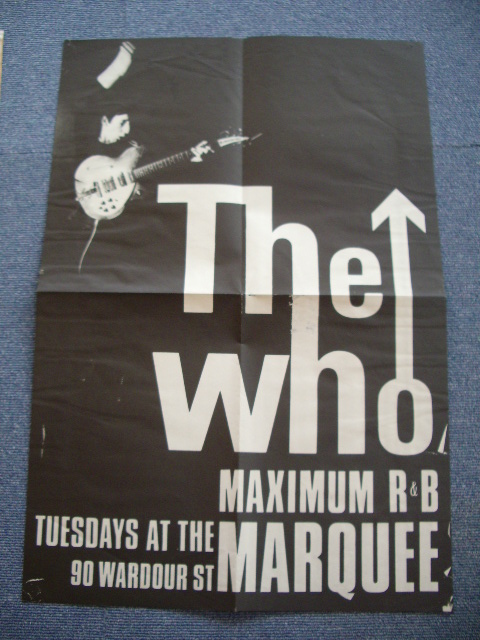 The
Who
MAXIMUM R&B
TUESDAYS AT THE MARQUEE
90 WARDOUR ST